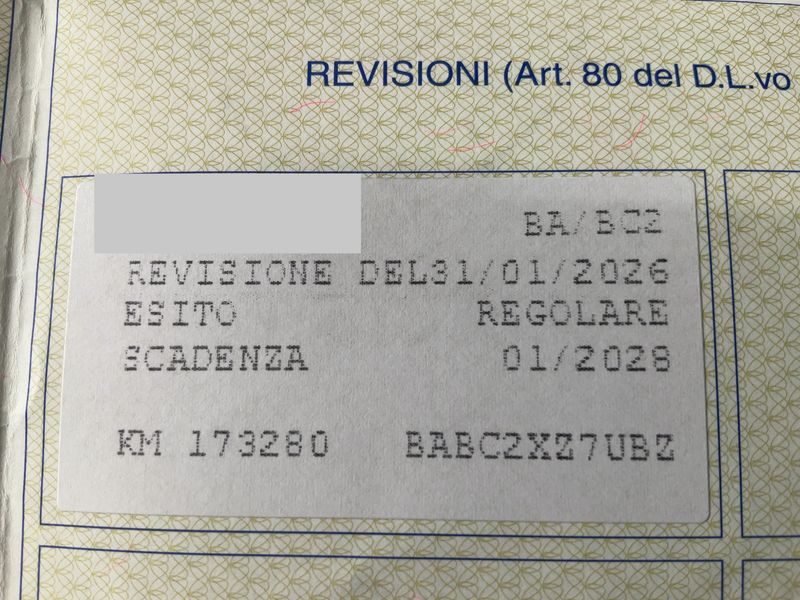 REVISIONI (Art. 80 del D.L.vo
BA/BC2
REVISIONE DEL31/01/2026
ESITO REGOLARE
SCADENZA 01/2028
KM 173280 BABC2XZ7UBZ